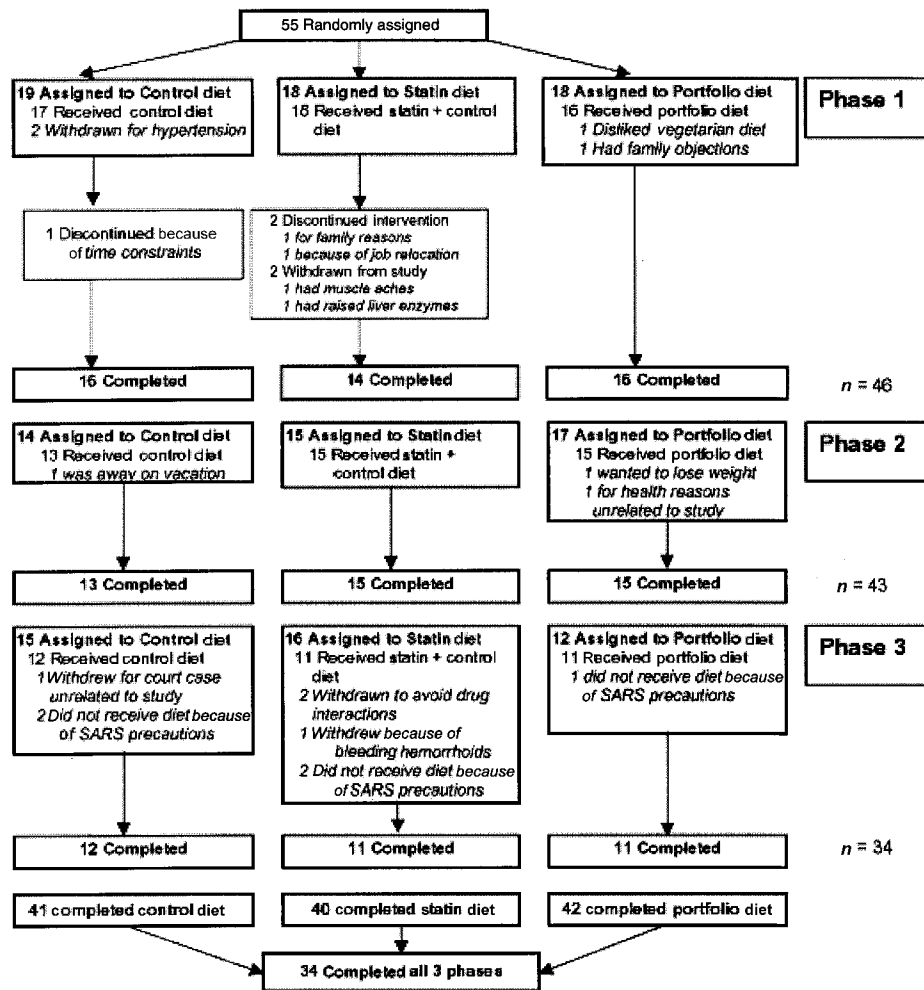 55 Randomly assigned
19 Assigned to Control diet
17 Received control diet
2 Withdrawn for hypertension
18 Assigned to Statin diet
18 Received statin + control
diet
18 Assigned to Portfolio diet
16 Received portfolio diet
1 Disliked vegetarian diet
1 Had family objections
Phase 1
1 Discontinued because
of time constraints
2 Discontinued intervention
1 for family reasons
1 because of job relocation
2 Withdrawn from study
1 had muscle aches
1 had raised liver enzymes
16 Completed
14 Completed
16 Completed
n = 46
14 Assigned to Control diet
13 Received control diet
1 was away on vacation
15 Assigned to Statin diet
15 Received statin +
control diet
17 Assigned to Portfolio diet
15 Received portfolio diet
1 wanted to lose weight
1 for health reasons
unrelated to study
Phase 2
13 Completed
15 Completed
15 Completed
n = 43
15 Assigned to Control diet
12 Received control diet
1 Withdrew for court case
unrelated to study
2 Did not receive diet because
of SARS precautions
16 Assigned to Statin diet
11 Received statin + control
diet
2 Withdrawn to avoid drug
interactions
1 Withdrew because of
bleeding hemorrhoids
2 Did not receive diet because
of SARS precautions
12 Assigned to Portfolio diet
11 Received portfolio diet
1 did not receive diet because
of SARS precautions
Phase 3
12 Completed
11 Completed
11 Completed
n = 34
41 completed control diet
40 completed statin diet
42 completed portfolio diet
34 Completed all 3 phases